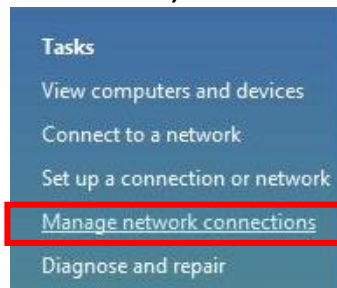 Tasks
View computers and devices
Connect to a network
Set up a connection or network
Manage network connections
Diagnose and repair